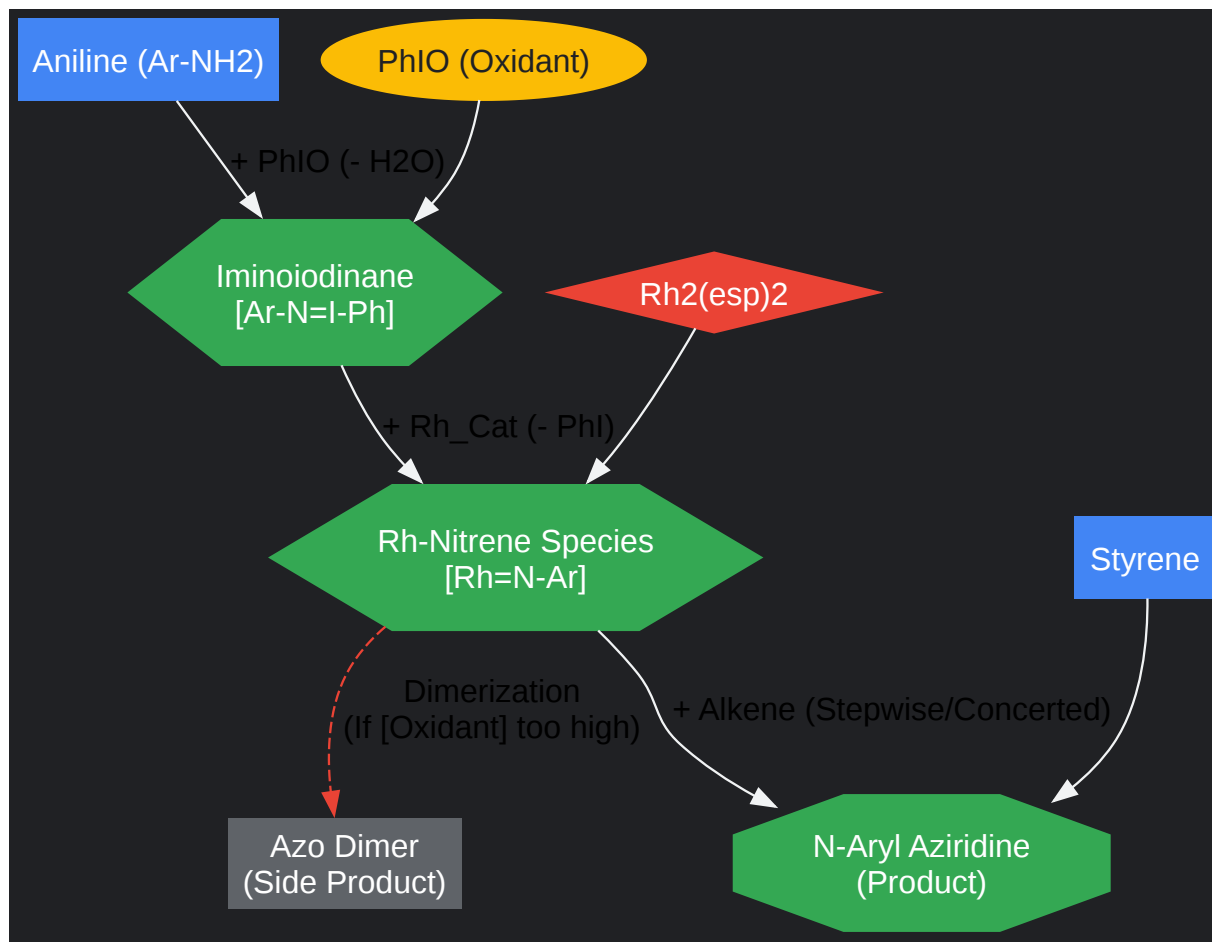 Aniline (Ar-NH2)
PhIO (Oxidant)
+ PhIO (- H2O)
Iminoiodinane
[Ar-N=I-Ph]
Rh2(esp)2
+ Rh_Cat (- PhI)
Rh-Nitrene Species
[Rh=N-Ar]
Styrene
Dimerization
(If [Oxidant] too high)
+ Alkene (Stepwise/Concerted)
Azo Dimer
(Side Product)
N-Aryl Aziridine
(Product)